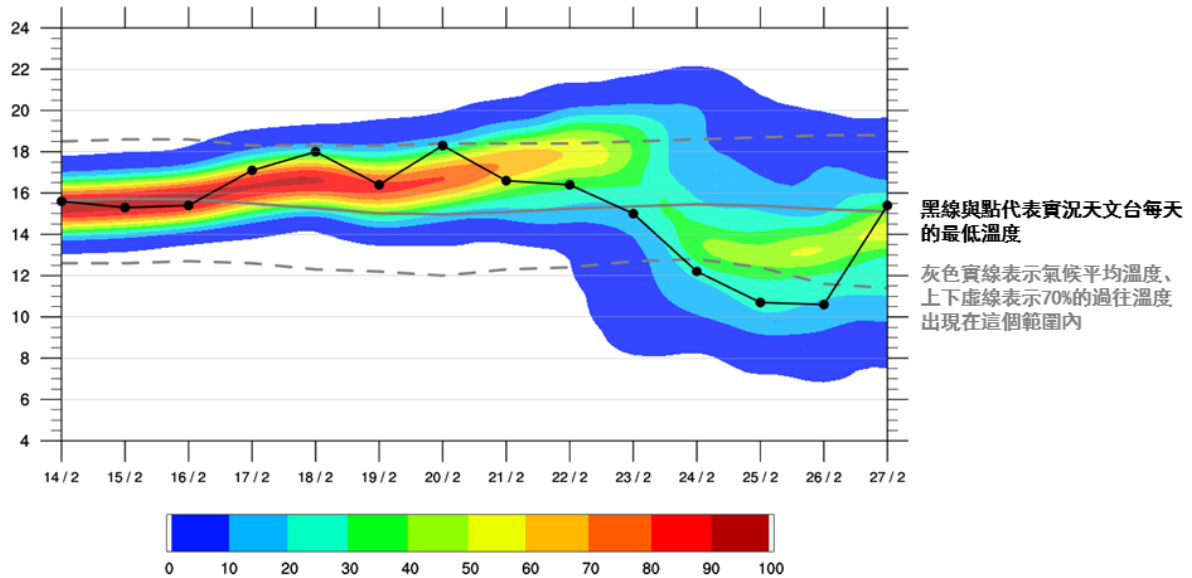 24
22
20
18
16
14
12
10
8
6
4
14 / 2 15 / 2 16 / 2 17 / 2 18 / 2 19 / 2 20 / 2 21 / 2 22 / 2 23 / 2 24 / 2 25 / 2 26 / 2 27 / 2
0 10 20 30 40 50 60 70 80 90 100
黑線與點代表實況天文台每天
的最低溫度
灰色實線表示氣候平均溫度、
上下虛線表示70%的過往溫度
出現在這個範圍內